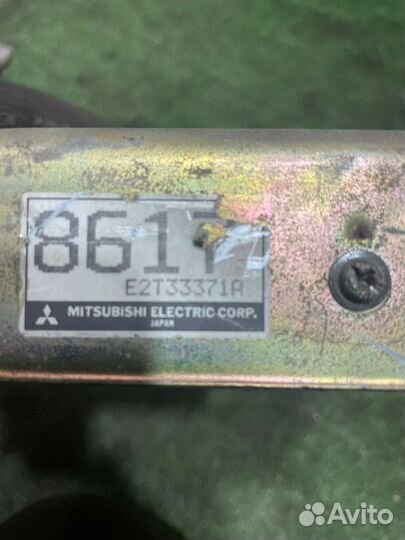 8617
E2T33371A
MITSUBISHI ELECTRIC CORP.
JAPAN
Avito